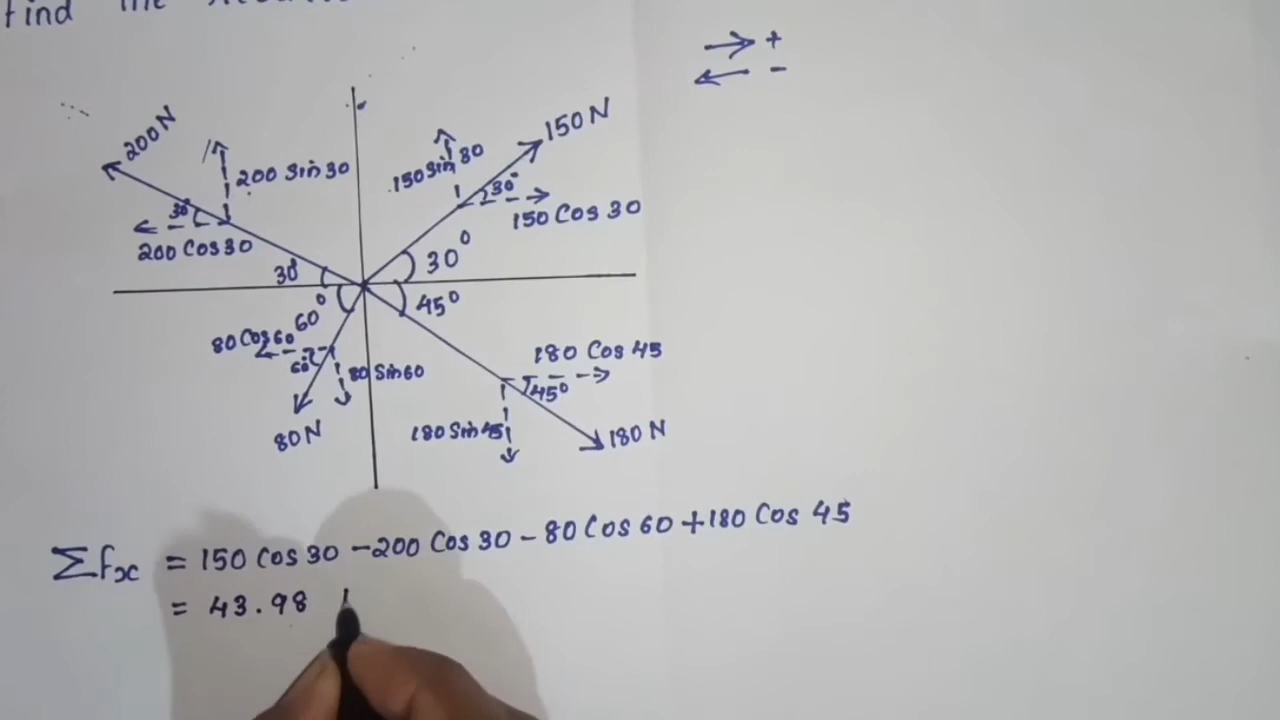 find the
→ +
← -
200 N
150 N
200 Sin 30
150 Sin 30
30°
30°
150 Cos 30
200 Cos 30
30°
30°
60°
45°
80 Cos 60
60°
80 Sin 60
180 Cos 45
45°
80 N
180 Sin 45
180 N
∑fx = 150 Cos 30 - 200 Cos 30 - 80 Cos 60 + 180 Cos 45
= 43.98